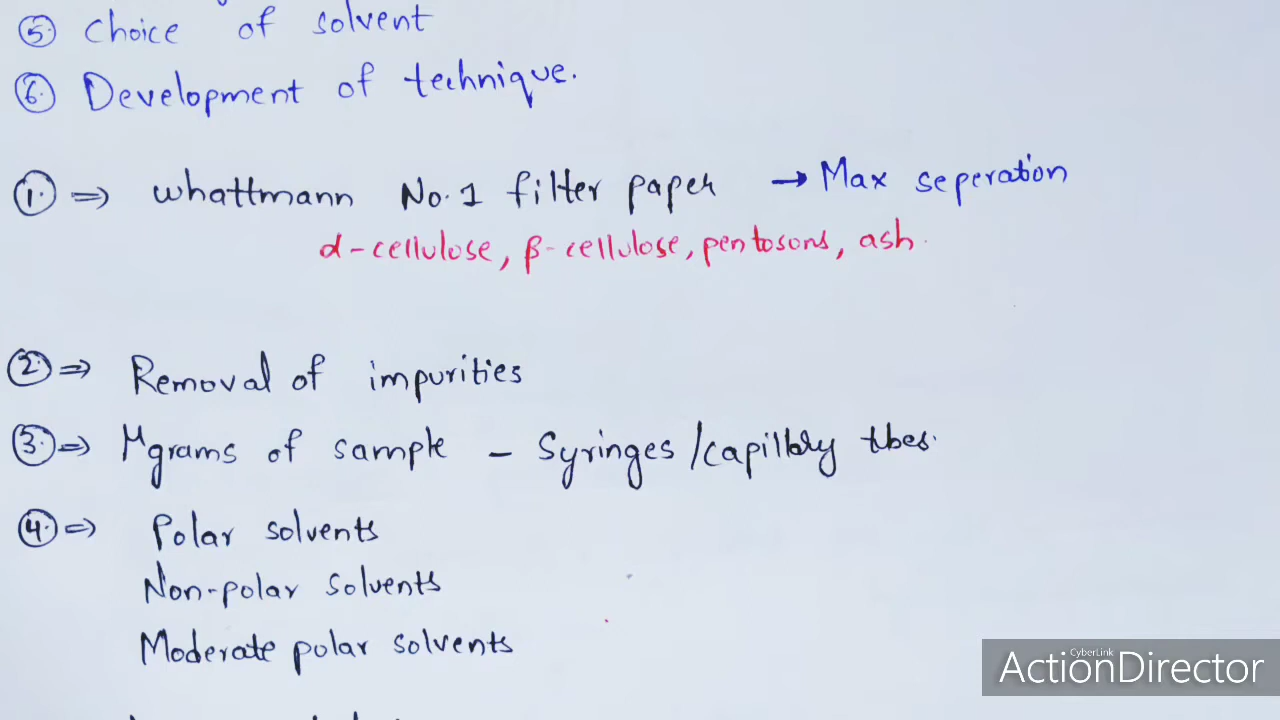 ⑤ Choice of solvent
⑥ Development of technique.
① ⇒ Whattmann No.1 filter paper → Max seperation
α-cellulose, β-cellulose, pentosons, ash.
② ⇒ Removal of impurities
③ ⇒ μgrams of sample - Syringes/capillary tbes.
④ ⇒ Polar solvents
Non-polar solvents
Moderate polar solvents
CyberLink
ActionDirector